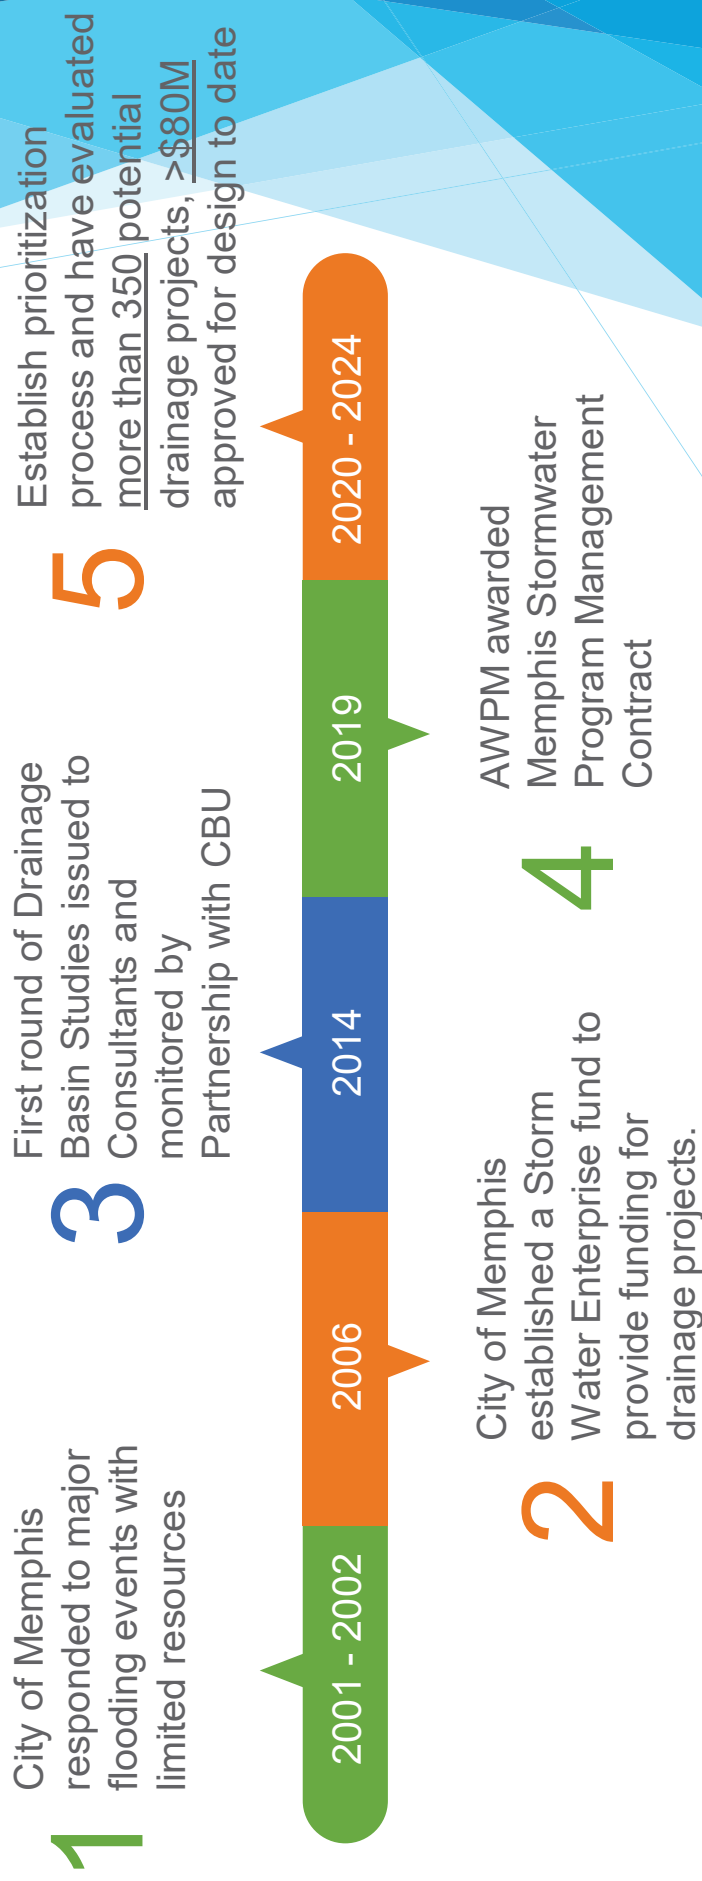 1
City of Memphis
responded to major
flooding events with
limited resources
3
First round of Drainage
Basin Studies issued to
Consultants and
monitored by
Partnership with CBU
5
Establish prioritization
process and have evaluated
more than 350 potential
drainage projects, >$80M
approved for design to date
2001 - 2002
2006
2014
2019
2020 - 2024
2
City of Memphis
established a Storm
Water Enterprise fund to
provide funding for
drainage projects.
4
AWPM awarded
Memphis Stormwater
Program Management
Contract